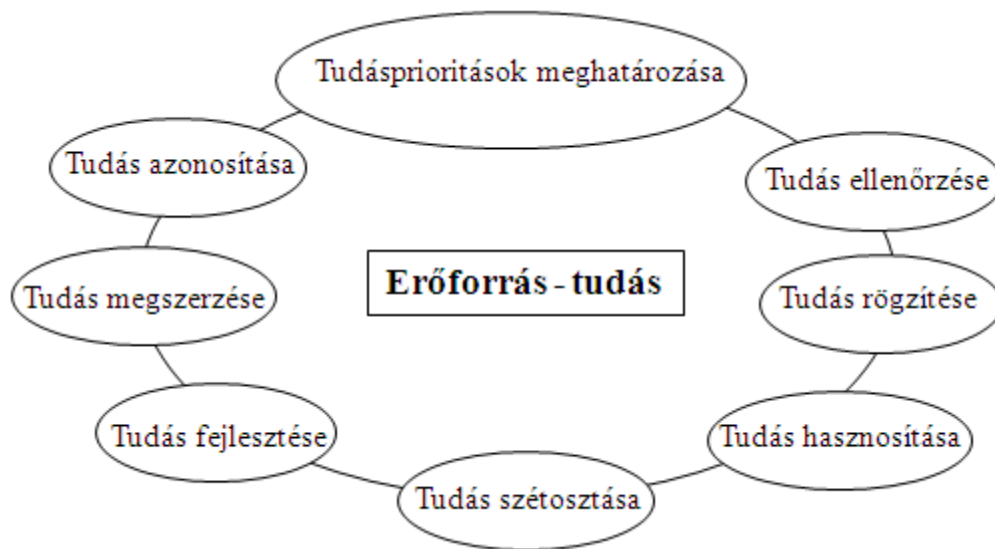 Tudásprioritások meghatározása
Tudás azonosítása
Tudás ellenőrzése
Erőforrás - tudás
Tudás megszerzése
Tudás rögzítése
Tudás fejlesztése
Tudás hasznosítása
Tudás szétosztása